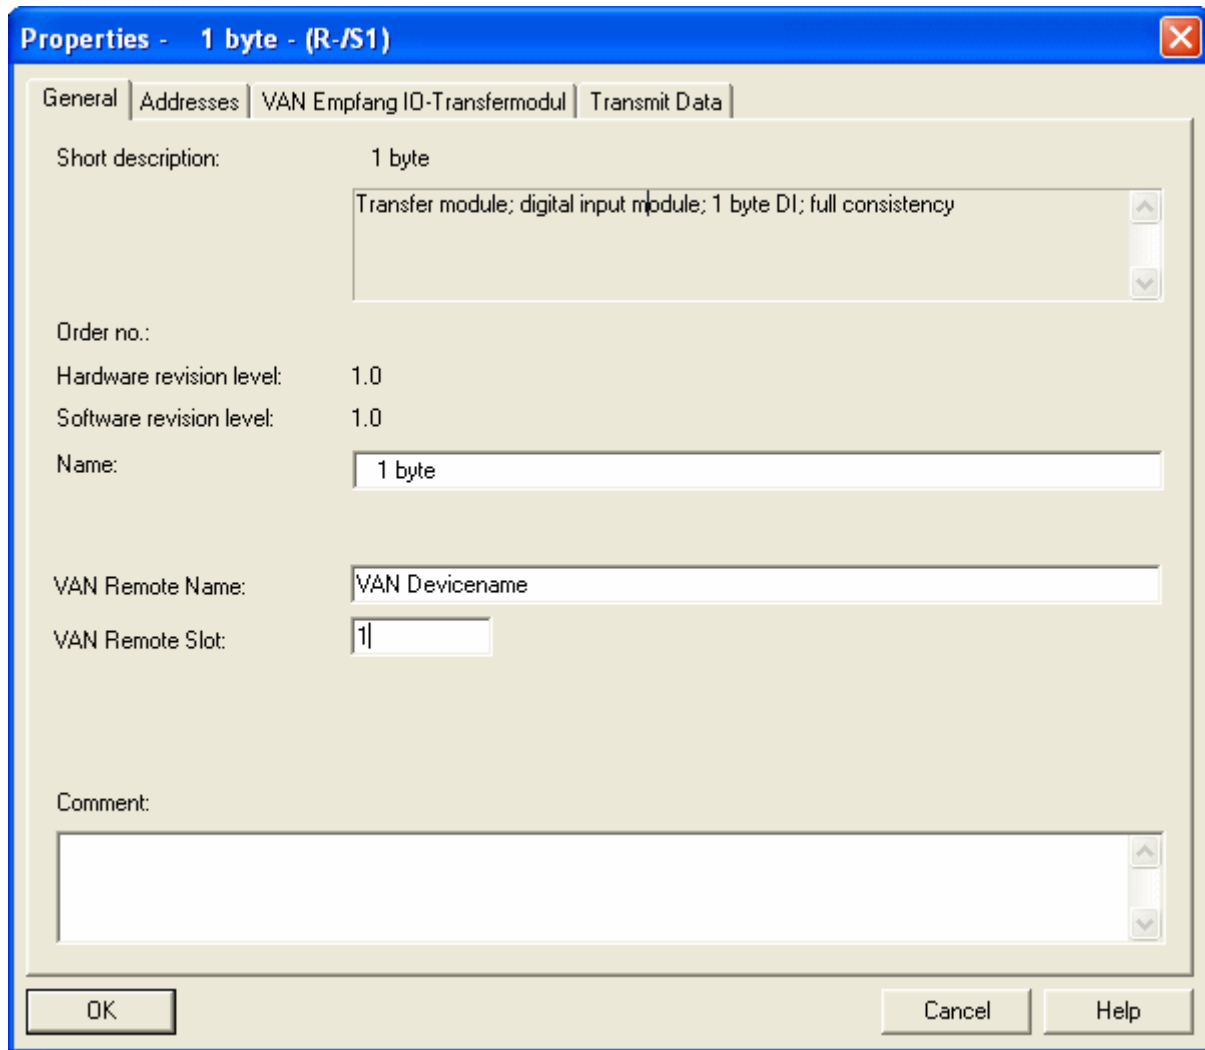 Properties -   1 byte - (R-/S1)
General Addresses VAN Empfang IO-Transfermodul Transmit Data
Short description: 1 byte
Transfer module; digital input module; 1 byte DI; full consistency
Order no.:
Hardware revision level: 1.0
Software revision level: 1.0
Name: 1 byte
VAN Remote Name: VAN Devicename
VAN Remote Slot: 1
Comment:
OK Cancel Help